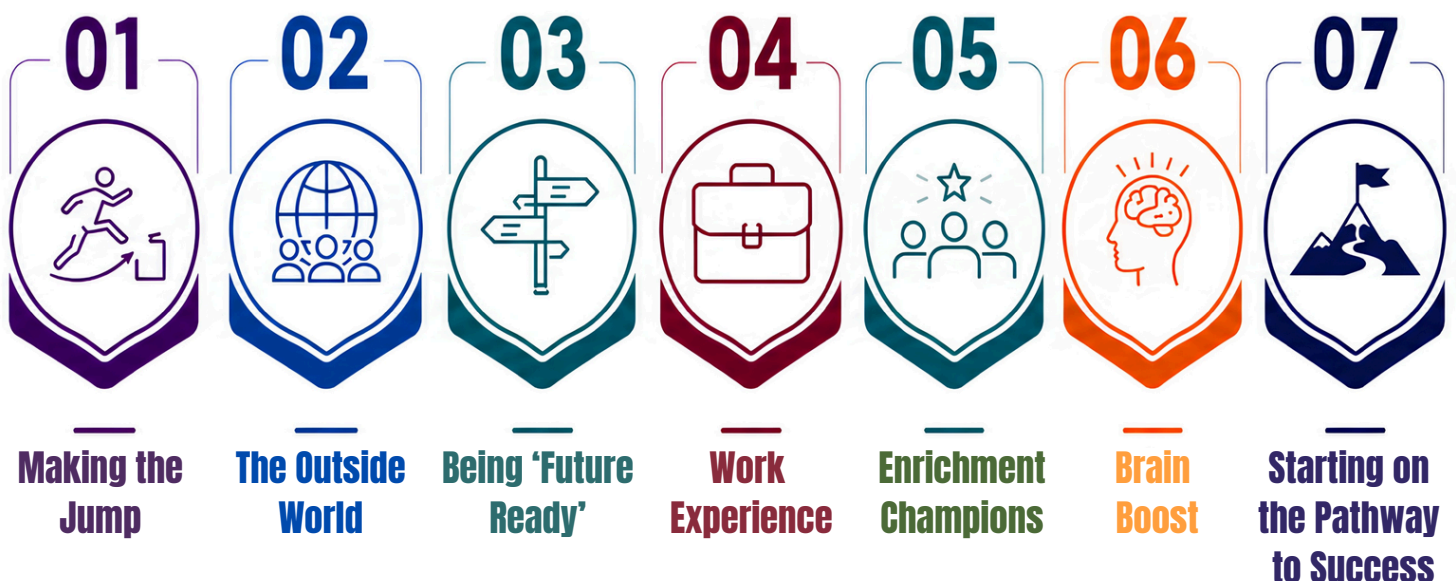 01
02
03
04
05
06
07
Making the
Jump
The Outside
World
Being ‘Future
Ready’
Work
Experience
Enrichment
Champions
Brain
Boost
Starting on
the Pathway
to Success